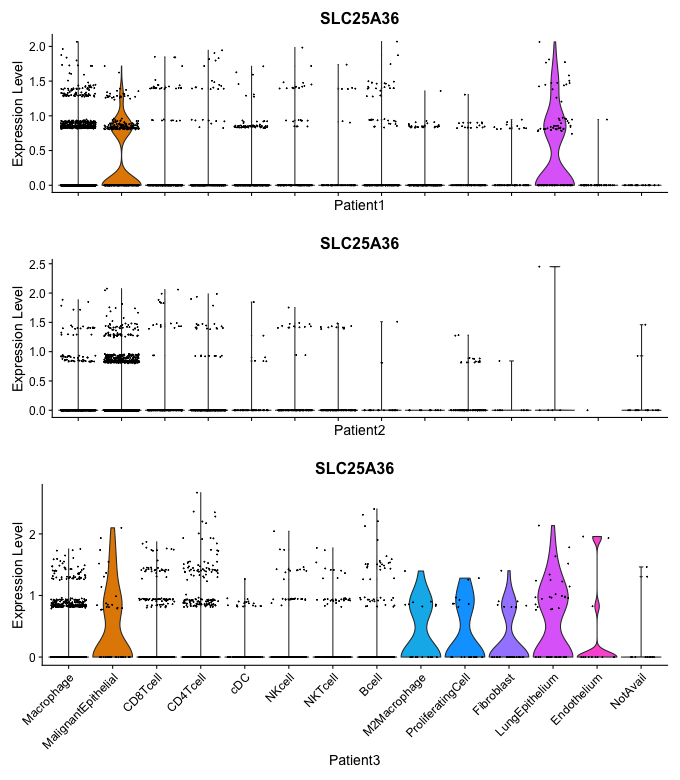 SLC25A36
Expression Level
2.0
1.5
1.0
0.5
0.0
Patient1
SLC25A36
Expression Level
2.5
2.0
1.5
1.0
0.5
0.0
Patient2
SLC25A36
Expression Level
2
1
0
Macrophage
MalignantEpithelial
CD8Tcell
CD4Tcell
cDC
NKcell
NKTcell
Bcell
M2Macrophage
ProliferatingCell
Fibroblast
LungEpithelium
Endothelium
NotAvail
Patient3